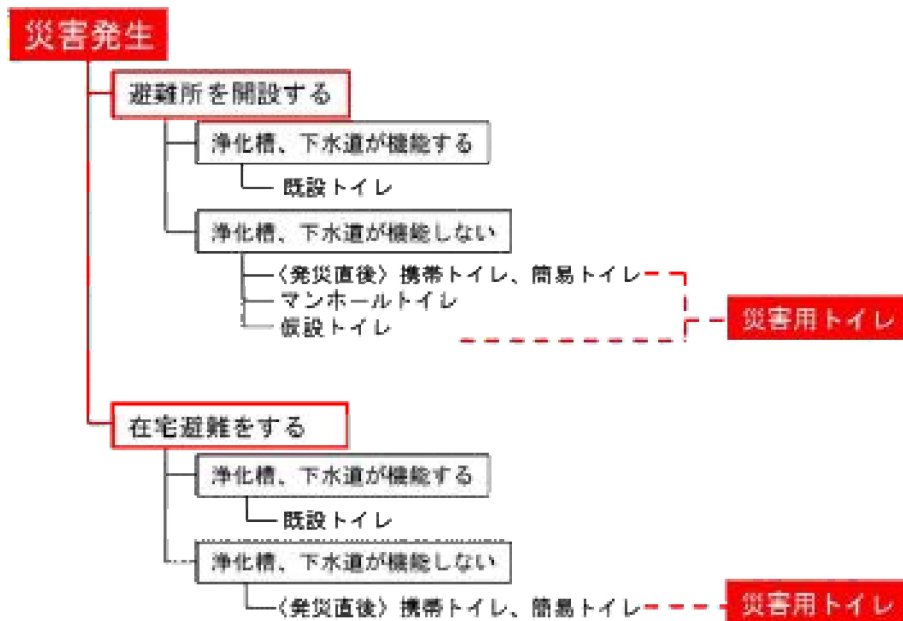 災害発生
避難所を開設する
浄化槽、下水道が機能する
既設トイレ
浄化槽、下水道が機能しない
〈発災直後〉携帯トイレ、簡易トイレ
マンホールトイレ
仮設トイレ
災害用トイレ
在宅避難をする
浄化槽、下水道が機能する
既設トイレ
浄化槽、下水道が機能しない
〈発災直後〉携帯トイレ、簡易トイレ
災害用トイレ